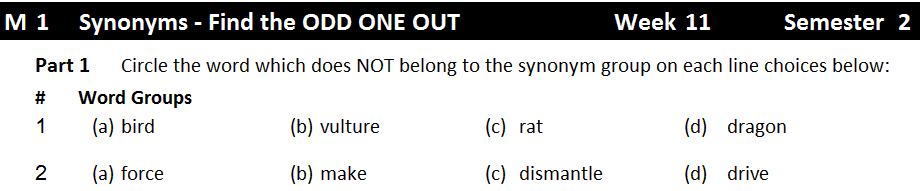 M 1 Synonyms - Find the ODD ONE OUT Week 11 Semester 2
Part 1 Circle the word which does NOT belong to the synonym group on each line choices below:
# Word Groups
1 (a) bird (b) vulture (c) rat (d) dragon
2 (a) force (b) make (c) dismantle (d) drive